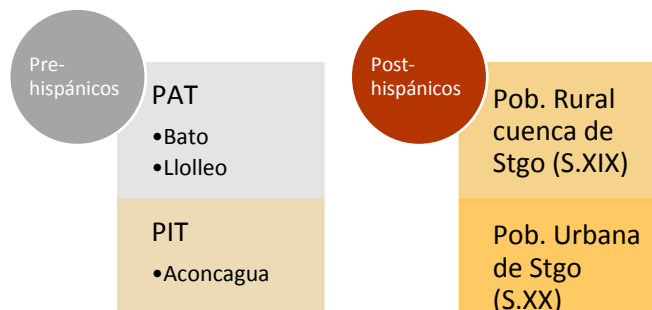 Pre-
hispánicos
PAT
•Bato
•Llolleo
PIT
•Aconcagua
Post-
hispánicos
Pob. Rural
cuenca de
Stgo (S.XIX)
Pob. Urbana
de Stgo
(S.XX)